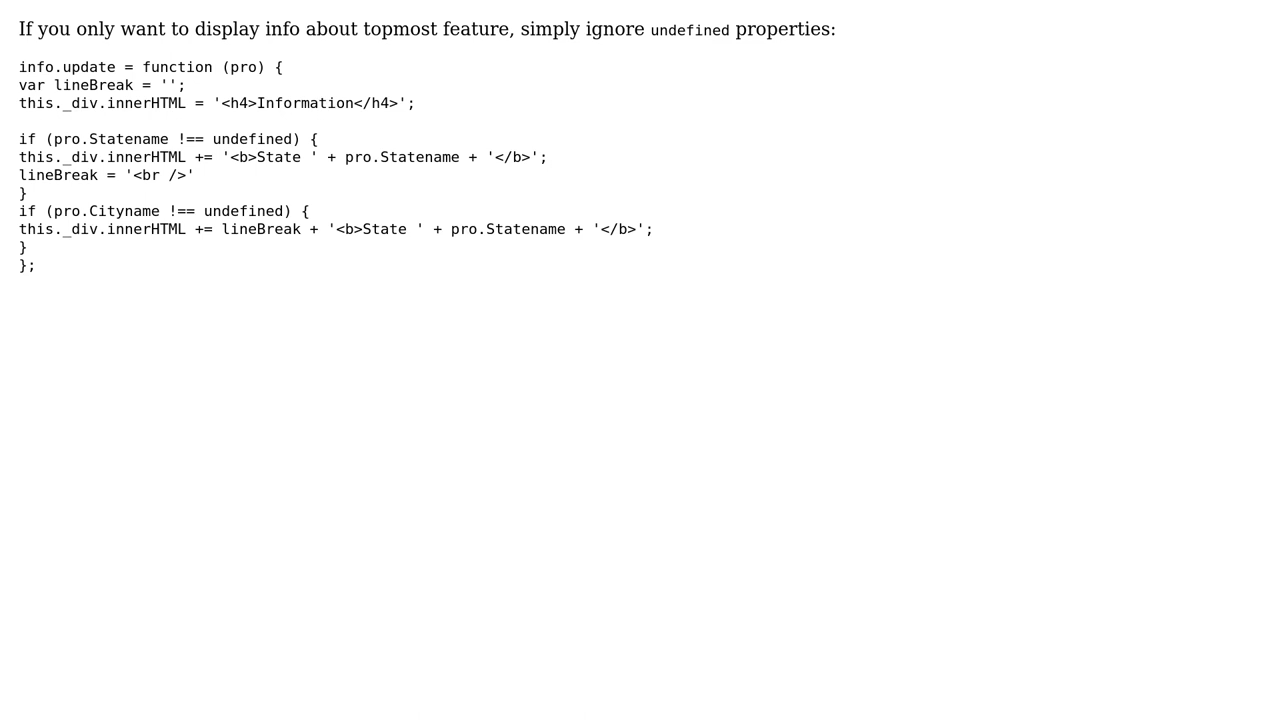 If you only want to display info about topmost feature, simply ignore undefined properties:
info.update = function (pro) {
var lineBreak = '';
this._div.innerHTML = '<h4>Information</h4>';

if (pro.Statename !== undefined) {
this._div.innerHTML += '<b>State ' + pro.Statename + '</b>';
lineBreak = '<br />'
}
if (pro.Cityname !== undefined) {
this._div.innerHTML += lineBreak + '<b>State ' + pro.Statename + '</b>';
}
};